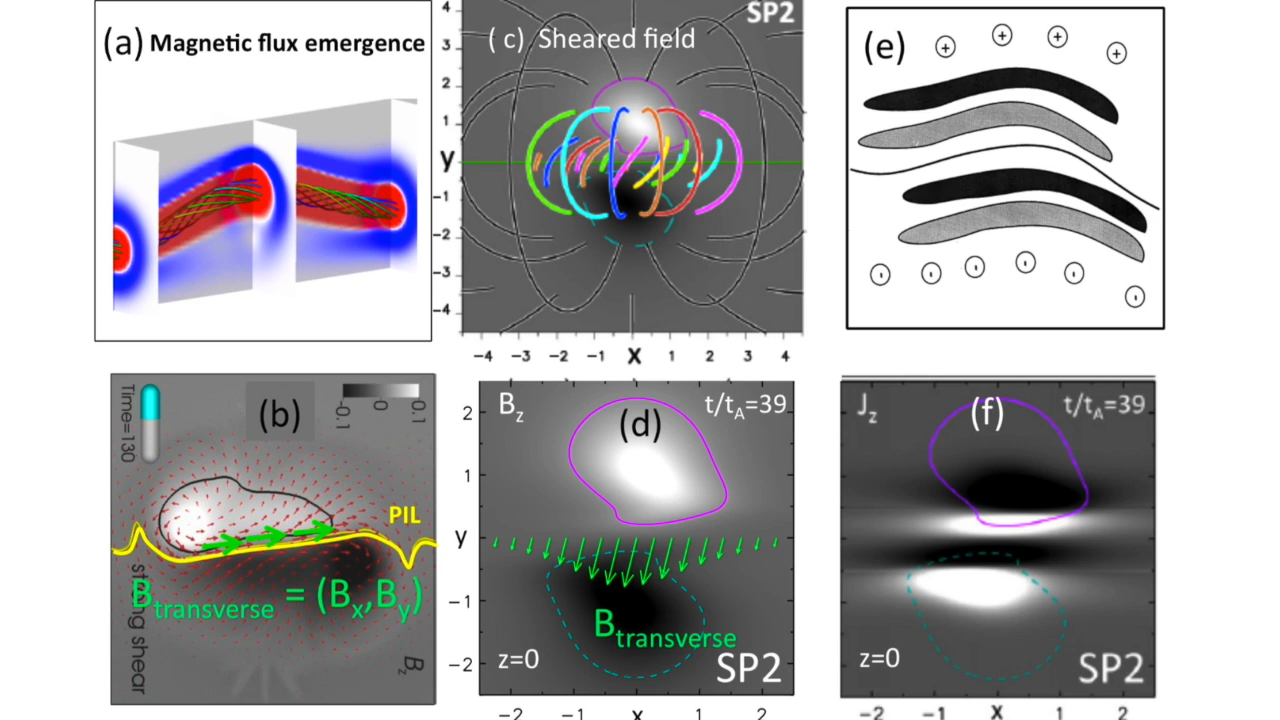 (a) Magnetic flux emergence
4
3
2
1
y
−1
−2
−3
−4
SP2
( c) Sheared field
−4 −3 −2 −1 X 1 2 3 4
(e)
+ + + +
Time=130
(b)
-0.1 0 0.1
PIL
strong shear
Btransverse = (Bx,By)
Bz
Bz (d) t/tA=39
2
1
y
−1
−2
Btransverse
z=0 SP2
−2 −1 x 1 2
Jz (f) t/tA=39
z=0 SP2
−2 −1 X 1 2